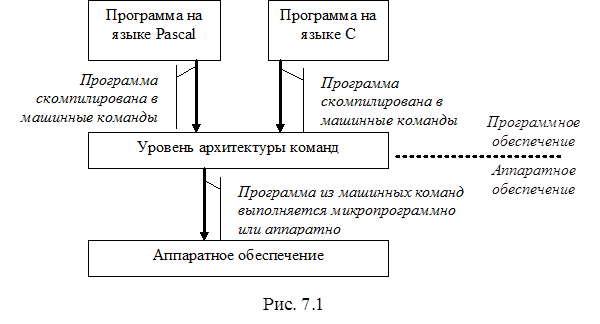 Программа на
языке Pascal
Программа на
языке C
Программа
скомпилирована в
машинные команды
Программа
скомпилирована в
машинные команды
Программное
обеспечение
Уровень архитектуры команд
Аппаратное
обеспечение
Программа из машинных команд
выполняется микропрограммно
или аппаратно
Аппаратное обеспечение
Рис. 7.1